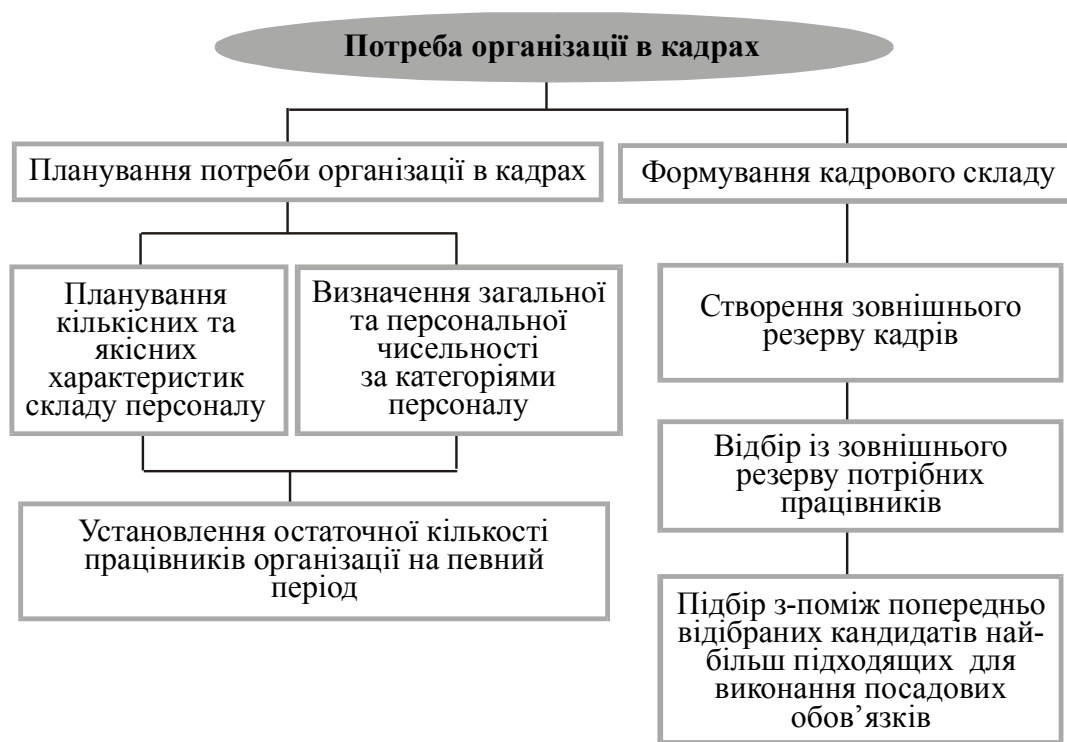 Потреба організації в кадрах
Планування потреби організації в кадрах
Формування кадрового складу
Планування
кількісних та
якісних
характеристик
складу персоналу
Визначення загальної
та персональної
чисельності
за категоріями
персоналу
Створення зовнішнього
резерву кадрів
Відбір із зовнішнього
резерву потрібних
працівників
Установлення остаточної кількості
працівників організації на певний
період
Підбір з-поміж попередньо
відібраних кандидатів най-
більш підходящих для
виконання посадових
обов’язків